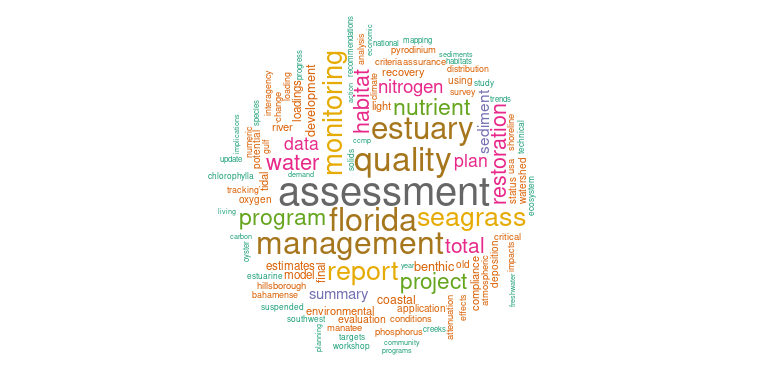 recommendations
economic
national
mapping
analysis
pyrodinium
sediments
habitats
criteria
assurance
distribution
progress
monitoring
habitat
climate
recovery
action
using
study
interagency
loading
loadings
development
nitrogen
survey
change
light
nutrient
sediment
trends
species
river
estuary
restoration
shoreline
technical
implications
numeric
potential
gulf
data
ccmp
solids
quality
plan
update
water
status
usa
watershed
chlorophylla
tidal
demand
assessment
ecosystem
tracking
oxygen
living
program
florida
seagrass
carbon
oyster
management
total
critical
impacts
estimates
final
report
year
benthic
old
atmospheric
deposition
estuarine
model
project
compliance
freshwater
hillsborough
bahamense
summary
coastal
suspended
environmental
application
attenuation
effects
southwest
evaluation
conditions
planning
manatee
phosphorus
creeks
targets
workshop
community
programs